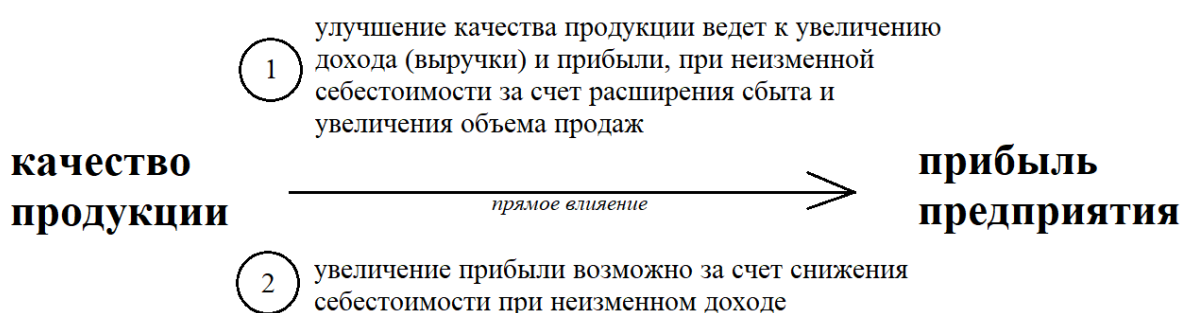 улучшение качества продукции ведет к увеличению
1
дохода (выручки) и прибыли, при неизменной
себестоимости за счет расширения сбыта и
увеличения объема продаж
качество
продукции
прямое влияние
прибыль
предприятия
2
увеличение прибыли возможно за счет снижения
себестоимости при неизменном доходе